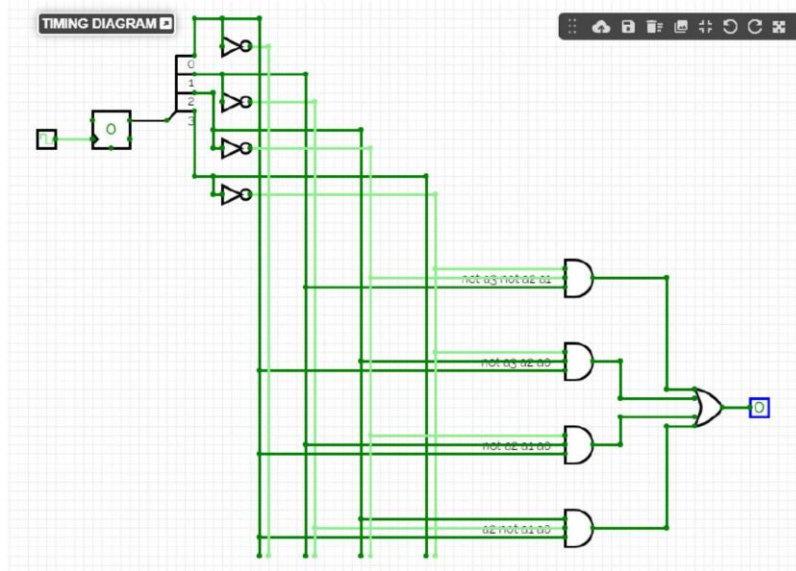 TIMING DIAGRAM
0
1
0
2
3
not a3 not a2 a1
not a3 a2 a0
0
not a2 a1 a0
a2 not a1 a0